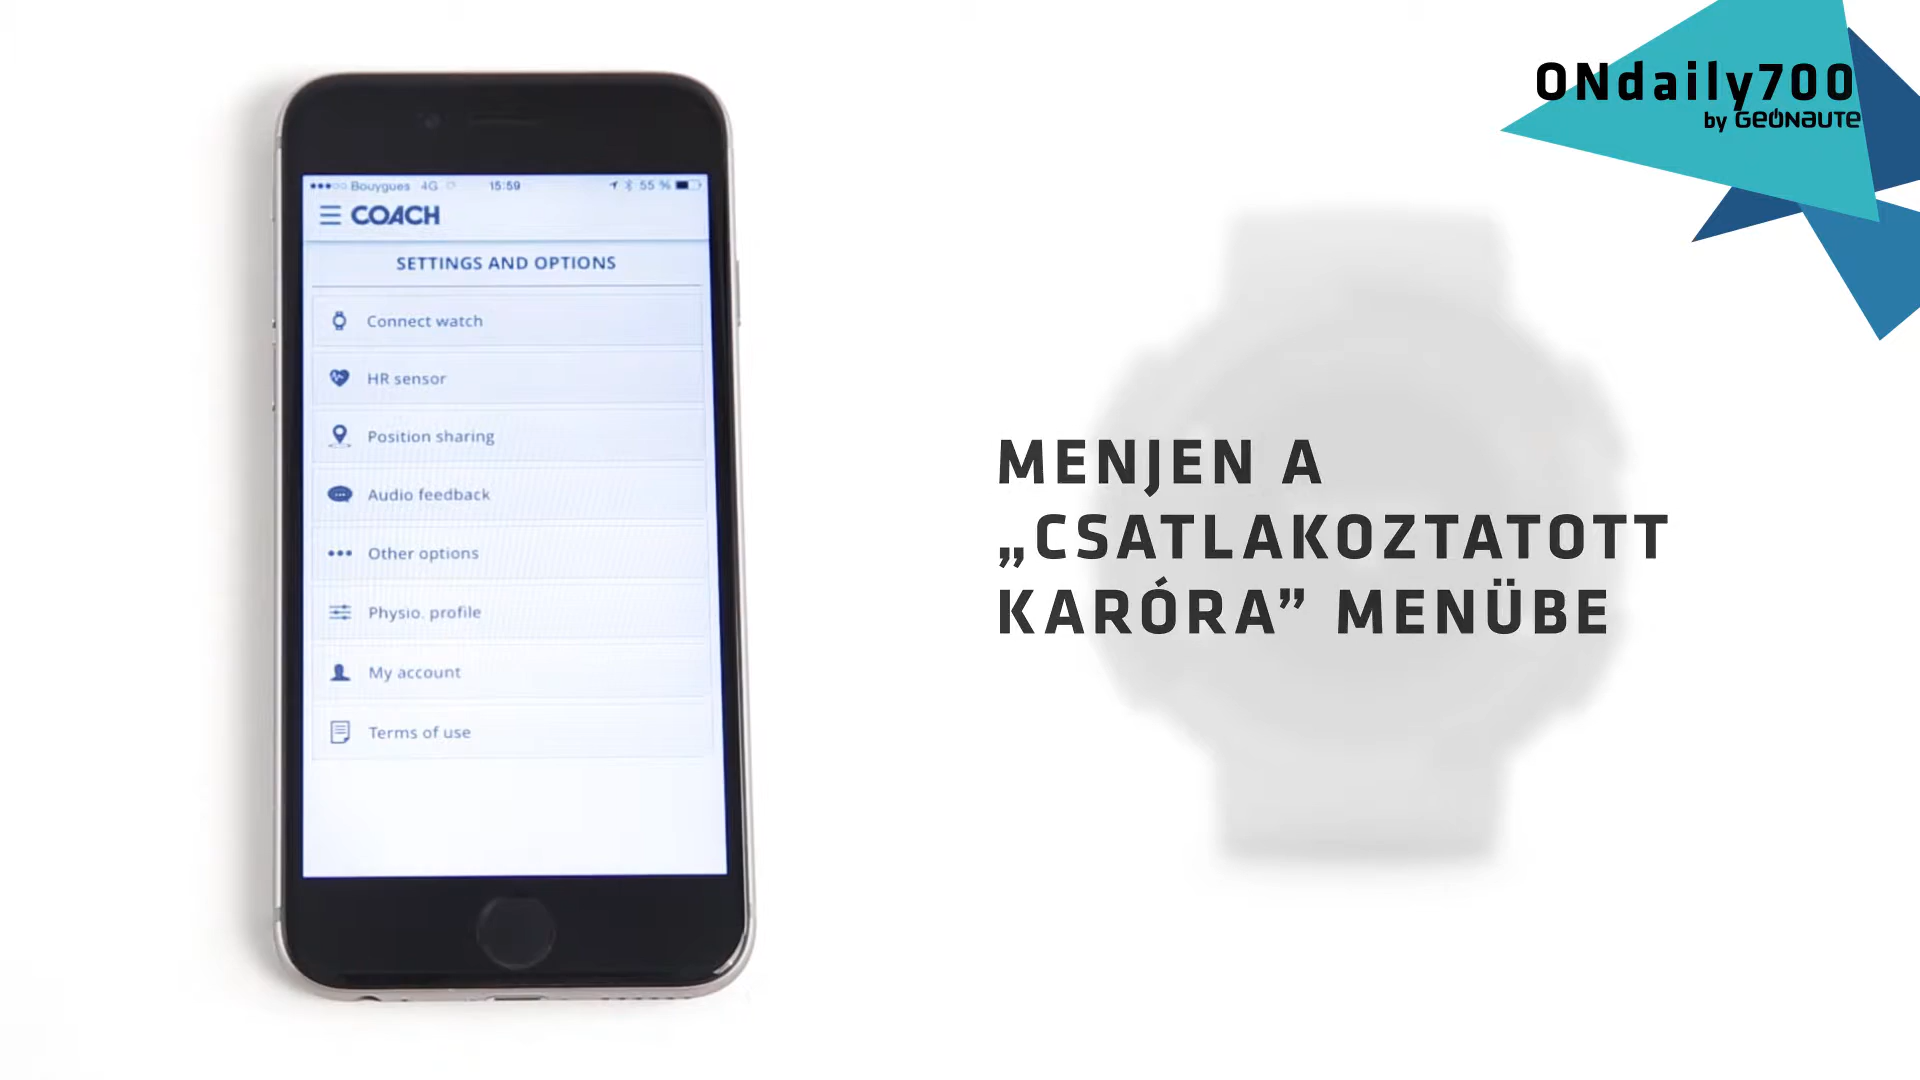 ONdaily700
by GEONAUTE
Bouygues 4G 15:59 55 %
COACH
SETTINGS AND OPTIONS
Connect watch
HR sensor
Position sharing
Audio feedback
Other options
Physio. profile
My account
Terms of use
MENJEN A
„CSATLAKOZTATOTT
KARÓRA” MENÜBE